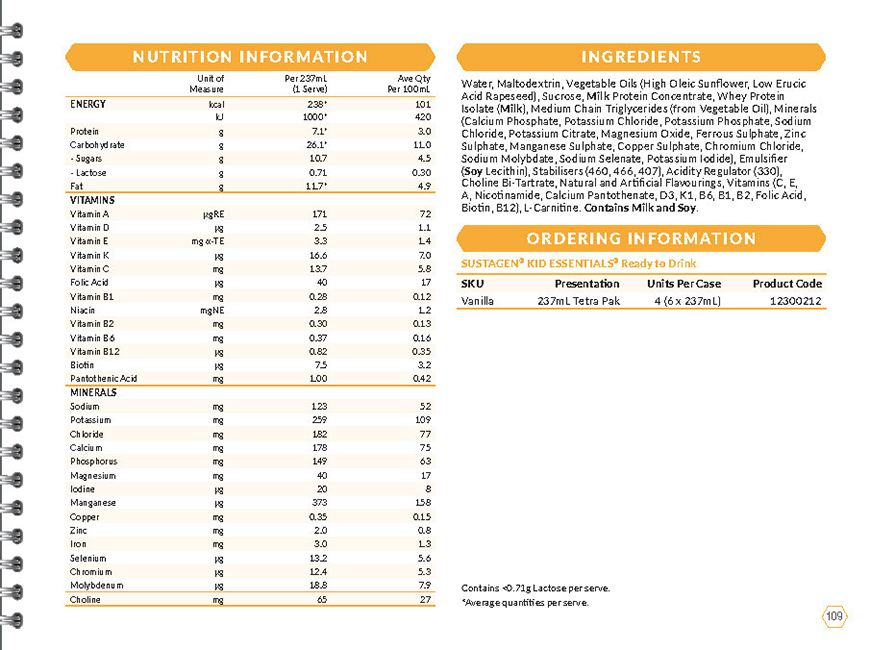 NUTRITION INFORMATION
Unit of Measure Per 237mL (1 Serve) Ave Qty Per 100mL
ENERGY kcal 238* 101
kJ 1000* 420
Protein g 7.1* 3.0
Carbohydrate g 26.1* 11.0
- Sugars g 10.7 4.5
- Lactose g 0.71 0.30
Fat g 11.7* 4.9
VITAMINS
Vitamin A µgRE 171 72
Vitamin D µg 2.5 1.1
Vitamin E mg α-TE 3.3 1.4
Vitamin K µg 16.6 7.0
Vitamin C mg 13.7 5.8
Folic Acid µg 40 17
Vitamin B1 mg 0.28 0.12
Niacin mgNE 2.8 1.2
Vitamin B2 mg 0.30 0.13
Vitamin B6 mg 0.37 0.16
Vitamin B12 µg 0.82 0.35
Biotin µg 7.5 3.2
Pantothenic Acid mg 1.00 0.42
MINERALS
Sodium mg 123 52
Potassium mg 259 109
Chloride mg 182 77
Calcium mg 178 75
Phosphorus mg 149 63
Magnesium mg 40 17
Iodine µg 20 8
Manganese µg 373 158
Copper mg 0.35 0.15
Zinc mg 2.0 0.8
Iron mg 3.0 1.3
Selenium µg 13.2 5.6
Chromium µg 12.4 5.3
Molybdenum µg 18.8 7.9
Choline mg 65 27
INGREDIENTS
Water, Maltodextrin, Vegetable Oils (High Oleic Sunflower, Low Erucic
Acid Rapeseed), Sucrose, Milk Protein Concentrate, Whey Protein
Isolate (Milk), Medium Chain Triglycerides (from Vegetable Oil), Minerals
(Calcium Phosphate, Potassium Chloride, Potassium Phosphate, Sodium
Chloride, Potassium Citrate, Magnesium Oxide, Ferrous Sulphate, Zinc
Sulphate, Manganese Sulphate, Copper Sulphate, Chromium Chloride,
Sodium Molybdate, Sodium Selenate, Potassium Iodide), Emulsifier
(Soy Lecithin), Stabilisers (460, 466, 407), Acidity Regulator (330),
Choline Bi-Tartrate, Natural and Artificial Flavourings, Vitamins (C, E,
A, Nicotinamide, Calcium Pantothenate, D3, K1, B6, B1, B2, Folic Acid,
Biotin, B12), L-Carnitine. Contains Milk and Soy.
ORDERING INFORMATION
SUSTAGEN® KID ESSENTIALS® Ready to Drink
SKU Presentation Units Per Case Product Code
Vanilla 237mL Tetra Pak 4 (6 x 237mL) 12300212
Contains <0.71g Lactose per serve.
*Average quantities per serve.
109